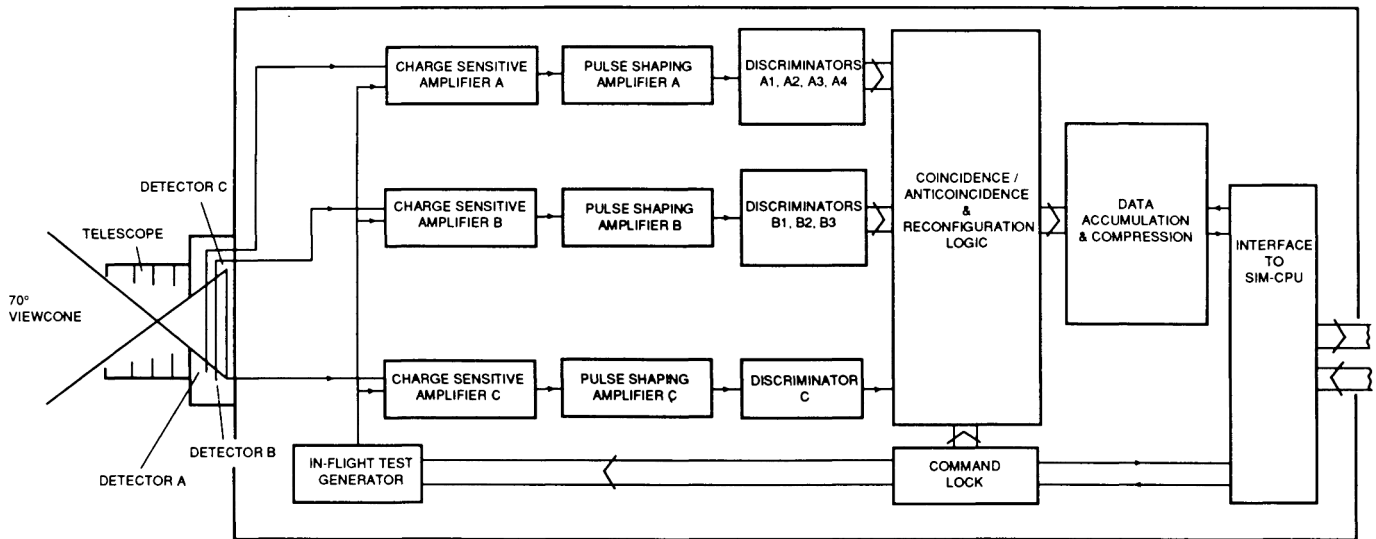 CHARGE SENSITIVE
AMPLIFIER A
PULSE SHAPING
AMPLIFIER A
DISCRIMINATORS
A1, A2, A3, A4
COINCIDENCE /
ANTICOINCIDENCE
&
RECONFIGURATION
LOGIC
DATA
ACCUMULATION
& COMPRESSION
INTERFACE
TO
SIM-CPU
DETECTOR C
TELESCOPE
70°
VIEWCONE
CHARGE SENSITIVE
AMPLIFIER B
PULSE SHAPING
AMPLIFIER B
DISCRIMINATORS
B1, B2, B3
CHARGE SENSITIVE
AMPLIFIER C
PULSE SHAPING
AMPLIFIER C
DISCRIMINATOR
C
DETECTOR B
DETECTOR A
IN-FLIGHT TEST
GENERATOR
COMMAND
LOCK